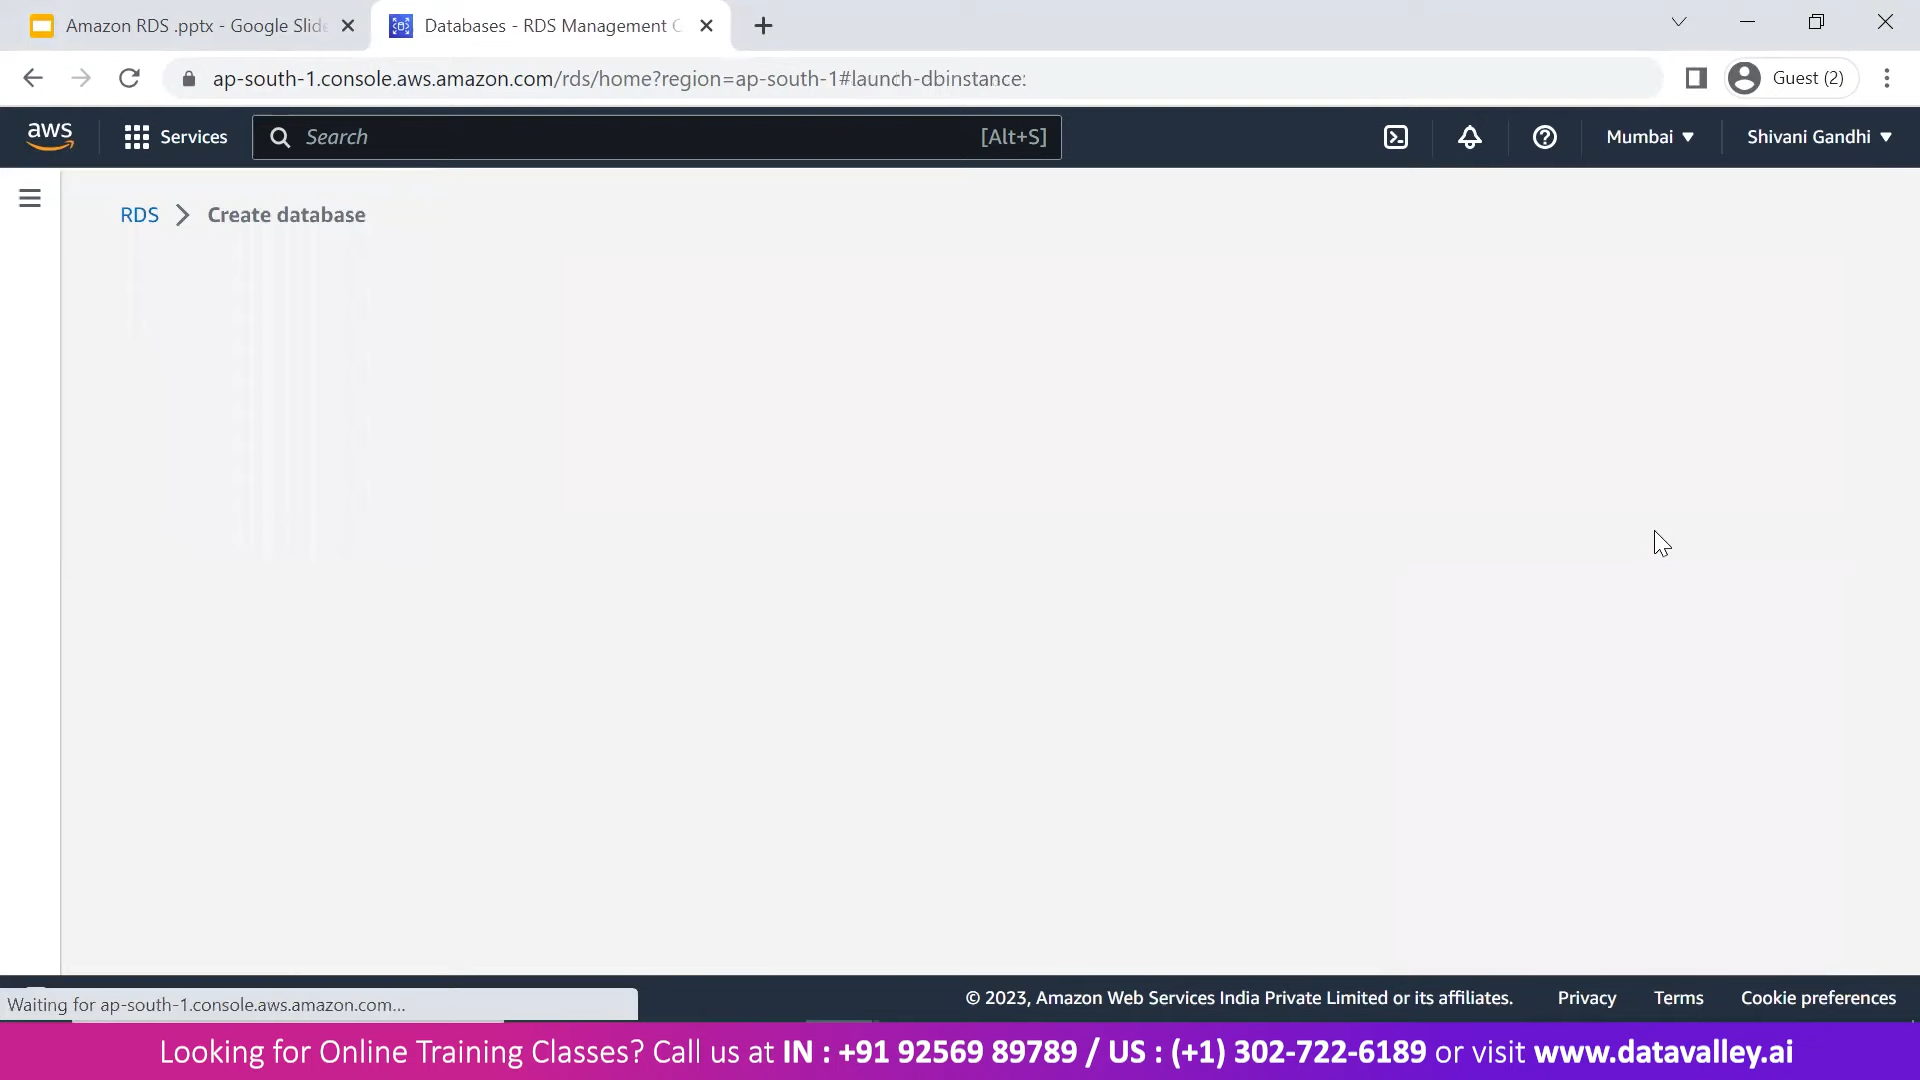 Amazon RDS .pptx - Google Slide
Databases - RDS Management C
ap-south-1.console.aws.amazon.com/rds/home?region=ap-south-1#launch-dbinstance:
Guest (2)
aws
Services
Search
[Alt+S]
Mumbai
Shivani Gandhi
RDS
Create database
Waiting for ap-south-1.console.aws.amazon.com...
© 2023, Amazon Web Services India Private Limited or its affiliates.
Privacy
Terms
Cookie preferences
Looking for Online Training Classes? Call us at IN : +91 92569 89789 / US : (+1) 302-722-6189 or visit www.datavalley.ai